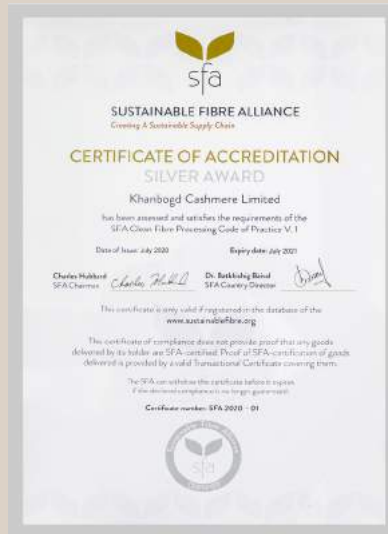 sfa
SUSTAINABLE FIBRE ALLIANCE
Creating A Sustainable Supply Chain
CERTIFICATE OF ACCREDITATION
SILVER AWARD
Khanbogd Cashmere Limited
has been assessed and satisfies the requirements of the
SFA Clean Fibre Processing Code of Practice V. 1
Date of Issue: July 2020 Expiry date: July 2021
Charles Hubbard Dr. Batkhishig Baival
SFA Chairman SFA Country Director
This certificate is only valid if registered in the database of the
www.sustainablefibre.org
This certificate of compliance does not provide proof that any goods
delivered by its holder are SFA-certified. Proof of SFA-certification of goods
delivered is provided by a valid Transactional Certificate covering them.
The SFA can withdraw this certificate before it expires
if the declared compliance is no longer guaranteed.
Certificate number: SFA 2020 - 01
Sustainable Fibre Alliance
sfa